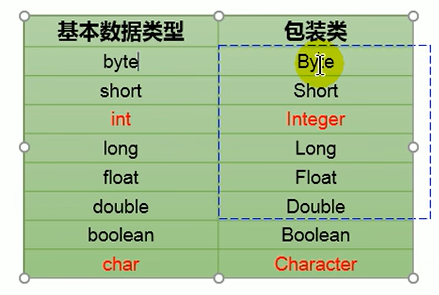 基本数据类型 包装类
byte Byte
short Short
int Integer
long Long
float Float
double Double
boolean Boolean
char Character